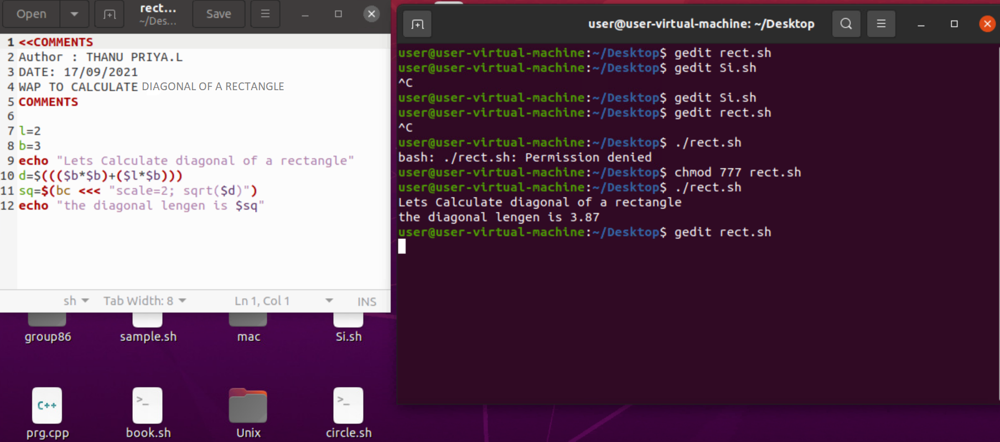 Open
rect...
~/Des...
Save
1 <<COMMENTS
2 Author : THANU PRIYA.L
3 DATE: 17/09/2021
4 WAP TO CALCULATE DIAGONAL OF A RECTANGLE
5 COMMENTS
6
7 l=2
8 b=3
9 echo "Lets Calculate diagonal of a rectangle"
10 d=$((($b*$b)+($l*$b)))
11 sq=$(bc <<< "scale=2; sqrt($d)")
12 echo "the diagonal lengen is $sq"
sh Tab Width: 8 Ln 1, Col 1 INS
user@user-virtual-machine: ~/Desktop
user@user-virtual-machine:~/Desktop$ gedit rect.sh
user@user-virtual-machine:~/Desktop$ gedit Si.sh
^C
user@user-virtual-machine:~/Desktop$ gedit Si.sh
user@user-virtual-machine:~/Desktop$ gedit rect.sh
^C
user@user-virtual-machine:~/Desktop$ ./rect.sh
bash: ./rect.sh: Permission denied
user@user-virtual-machine:~/Desktop$ chmod 777 rect.sh
user@user-virtual-machine:~/Desktop$ ./rect.sh
Lets Calculate diagonal of a rectangle
the diagonal lengen is 3.87
user@user-virtual-machine:~/Desktop$ gedit rect.sh
group86 sample.sh mac Si.sh
C++ >_ >_
prg.cpp book.sh Unix circle.sh